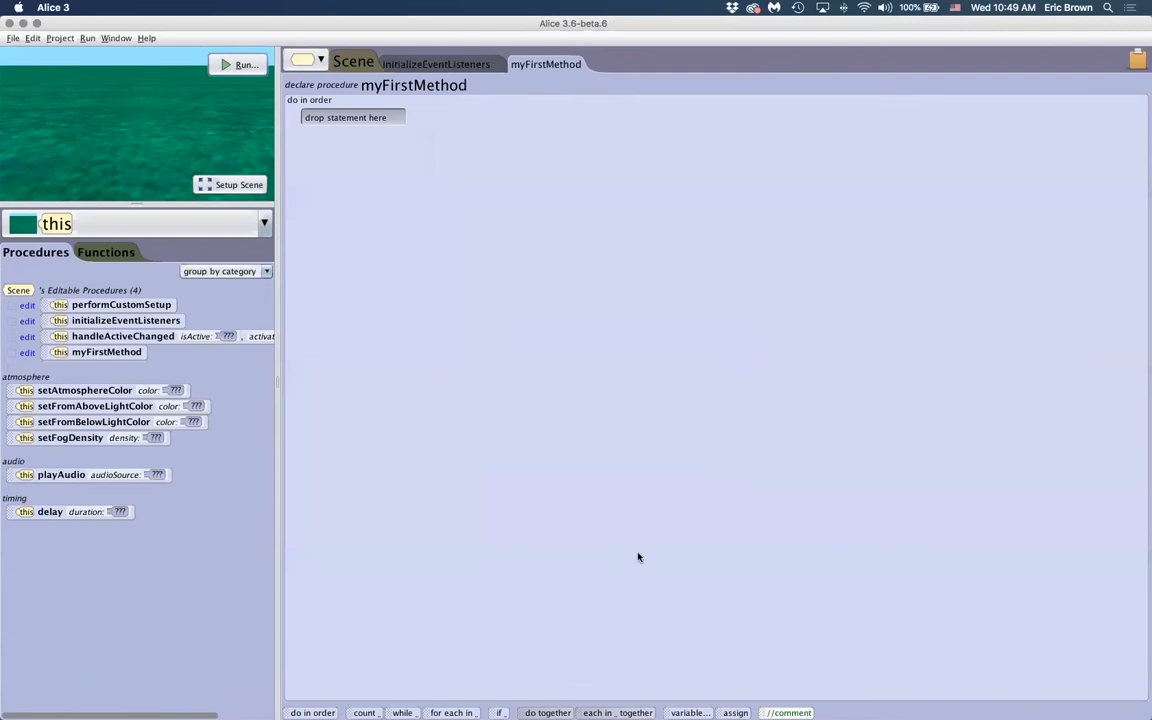 Alice 3 100% Wed 10:49 AM Eric Brown
Alice 3.6-beta.6
File Edit Project Run Window Help
Run...
Setup Scene
Scene initializeEventListeners myFirstMethod
declare procedure myFirstMethod
do in order
drop statement here
this
Procedures Functions
group by category
Scene 's Editable Procedures (4)
edit this performCustomSetup
edit this initializeEventListeners
edit this handleActiveChanged isActive: ??? , activat
edit this myFirstMethod
atmosphere
this setAtmosphereColor color: ???
this setFromAboveLightColor color: ???
this setFromBelowLightColor color: ???
this setFogDensity density: ???
audio
this playAudio audioSource: ???
timing
this delay duration: ???
do in order count _ while _ for each in _ if _ do together each in _ together variable... assign //comment